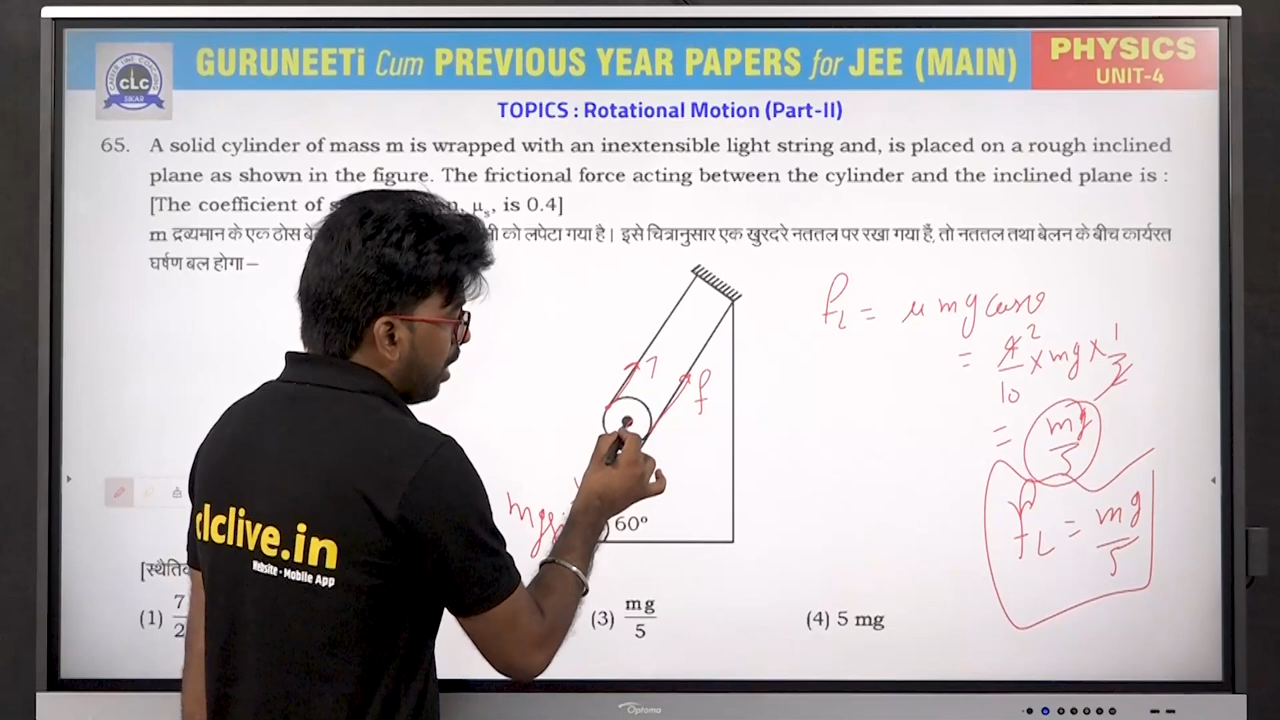 GURUNEETi Cum PREVIOUS YEAR PAPERS for JEE (MAIN)
PHYSICS
UNIT-4
CLC
SIKAR
TOPICS : Rotational Motion (Part-II)
65. A solid cylinder of mass m is wrapped with an inextensible light string and, is placed on a rough inclined
plane as shown in the figure. The frictional force acting between the cylinder and the inclined plane is :
[The coefficient of μs, is 0.4]
m द्रव्यमान के एक ठोस को लपेटा गया है। इसे चित्रानुसार एक खुरदरे नततल पर रखा गया हैं, तो नततल तथा बेलन के बीच कार्यरत
घर्षण बल होगा –
fL = μ mg cosθ
= 4 2/10 × mg × 1/2
= mg/5
fL = mg/5
T
f
60°
(1) 7/2
(3) mg/5
(4) 5 mg
clclive.in
Website • Mobile App
Optoma